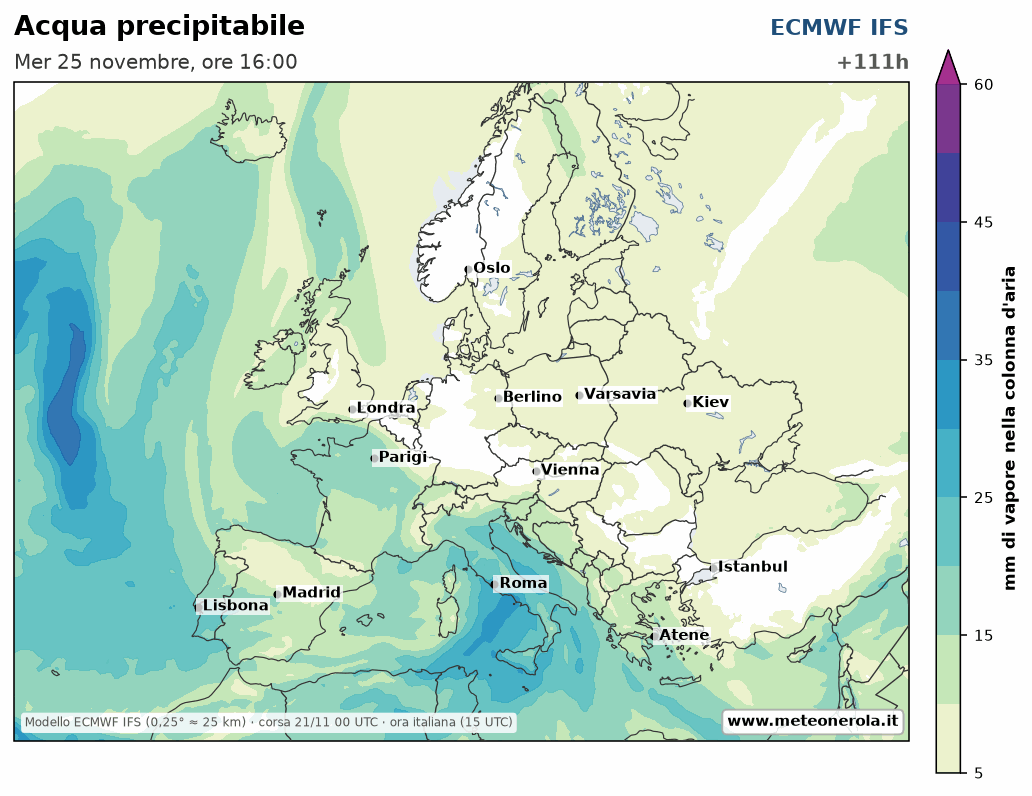 Acqua precipitabile
ECMWF IFS
Mer 25 novembre, ore 16:00
+111h
60
45
35
25
15
5
mm di vapore nella colonna d'aria
Oslo
Berlino
Varsavia
Kiev
Londra
Parigi
Vienna
Istanbul
Roma
Madrid
Lisbona
Atene
Modello ECMWF IFS (0,25° ≈ 25 km) · corsa 21/11 00 UTC · ora italiana (15 UTC)
www.meteonerola.it